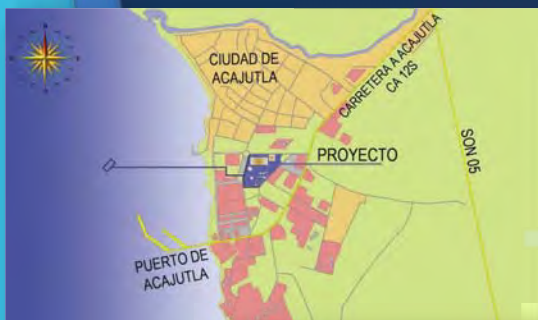 CIUDAD DE
ACAJUTLA
CARRETERA A ACAJUTLA
CA 12S
PROYECTO
SON 05
PUERTO DE
ACAJUTLA